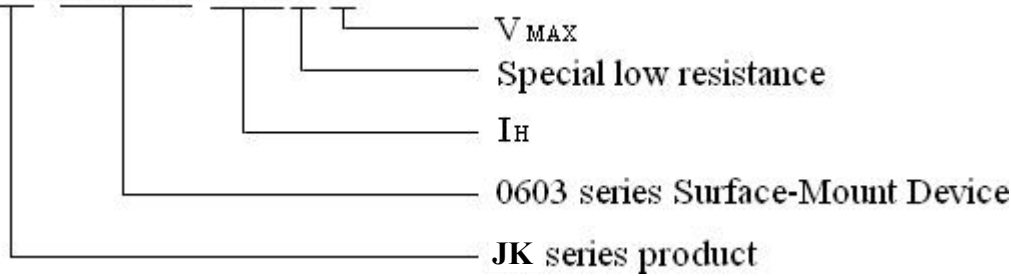 VMAX
Special low resistance
IH
0603 series Surface-Mount Device
JK series product